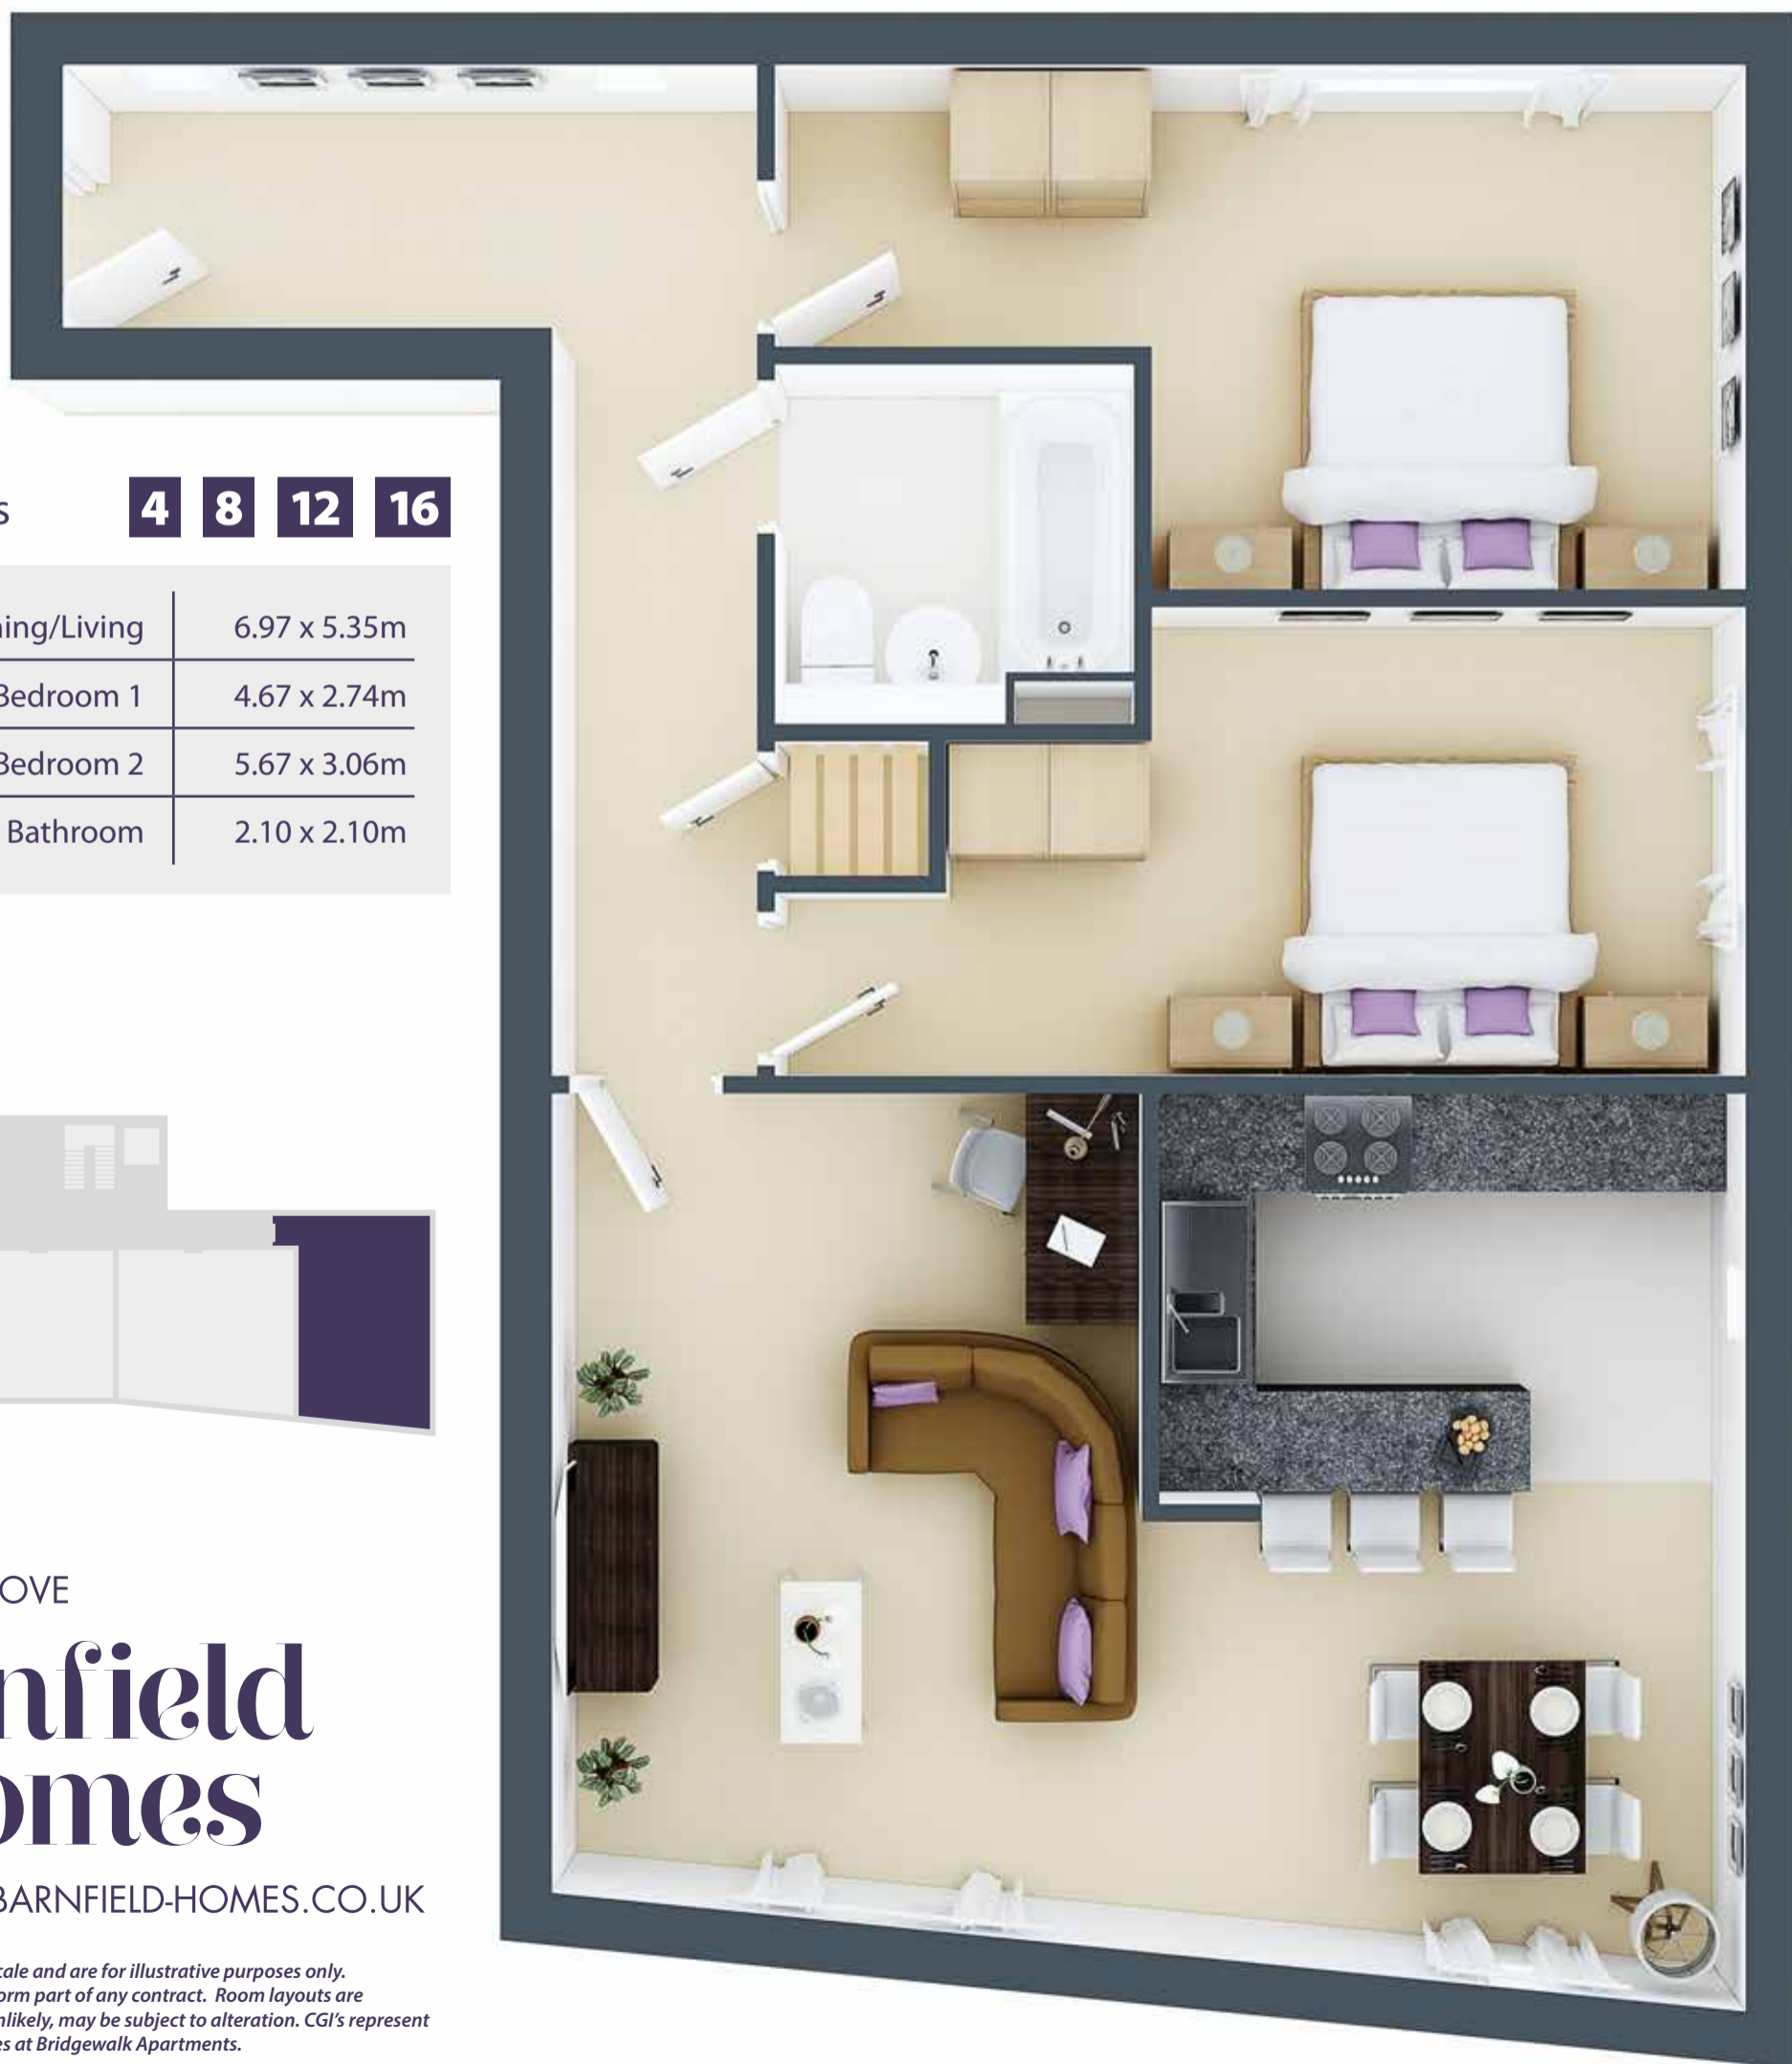 s 4 8 12 16
ning/Living 6.97 x 5.35m
Bedroom 1 4.67 x 2.74m
Bedroom 2 5.67 x 3.06m
Bathroom 2.10 x 2.10m
OVE
nfield
omes
BARNFIELD-HOMES.CO.UK
cale and are for illustrative purposes only.
orm part of any contract. Room layouts are
nlikely, may be subject to alteration. CGI's represent
es at Bridgewalk Apartments.